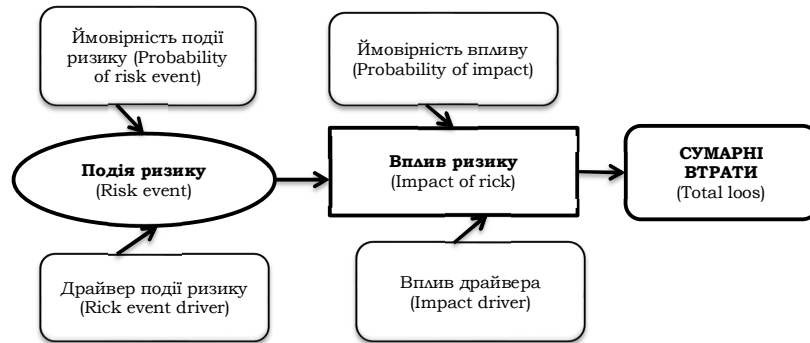 Ймовірність події
ризику (Probability
of risk event)
Ймовірність впливу
(Probability of impact)
Подія ризику
(Risk event)
Вплив ризику
(Impact of rick)
СУМАРНІ
ВТРАТИ
(Total loos)
Драйвер події ризику
(Rick event driver)
Вплив драйвера
(Impact driver)